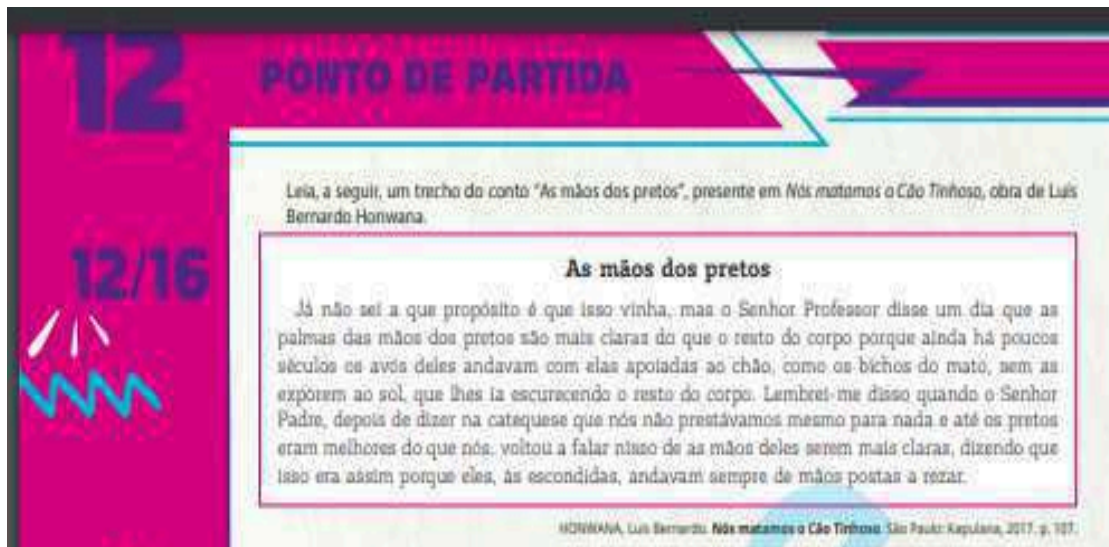 12
PONTO DE PARTIDA
12/16
Leia, a seguir, um trecho do conto "As mãos dos pretos", presente em Nós matamos o Cão Tinhoso, obra de Luís
Bernardo Honwana.
As mãos dos pretos
Já não sei a que propósito é que isso vinha, mas o Senhor Professor disse um dia que as
palmas das mãos dos pretos são mais claras do que o resto do corpo porque ainda há poucos
séculos os avós deles andavam com elas apoiadas ao chão, como os bichos do mato, sem as
exporem ao sol, que lhes ia escurecendo o resto do corpo. Lembrei-me disso quando o Senhor
Padre, depois de dizer na catequese que nós não prestávamos mesmo para nada e até os pretos
eram melhores do que nós, voltou a falar nisso de as mãos deles serem mais claras, dizendo que
isso era assim porque eles, às escondidas, andavam sempre de mãos postas a rezar.
HONWANA, Luis Bernardo. Nós matamos o Cão Tinhoso. São Paulo: Kapulana, 2017. p. 107.